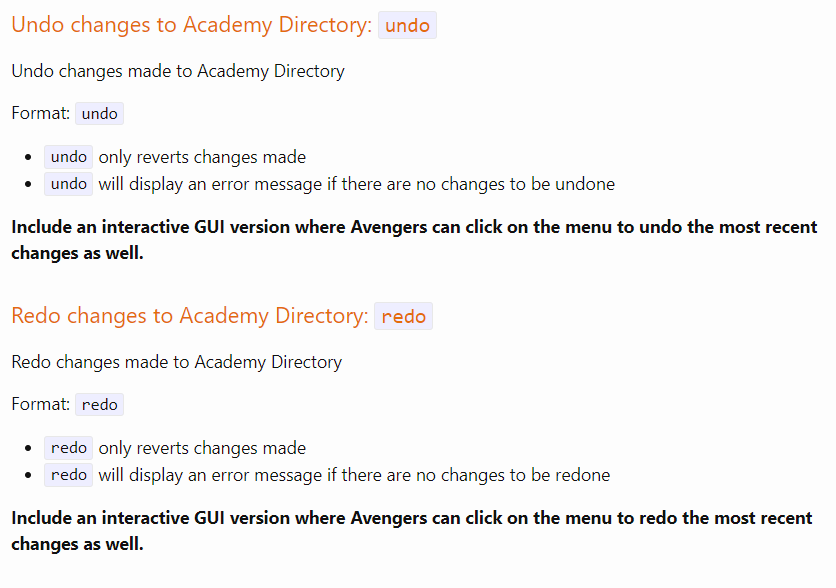 Undo changes to Academy Directory: undo
Undo changes made to Academy Directory
Format: undo
• undo only reverts changes made
• undo will display an error message if there are no changes to be undone
Include an interactive GUI version where Avengers can click on the menu to undo the most recent
changes as well.
Redo changes to Academy Directory: redo
Redo changes made to Academy Directory
Format: redo
• redo only reverts changes made
• redo will display an error message if there are no changes to be redone
Include an interactive GUI version where Avengers can click on the menu to redo the most recent
changes as well.